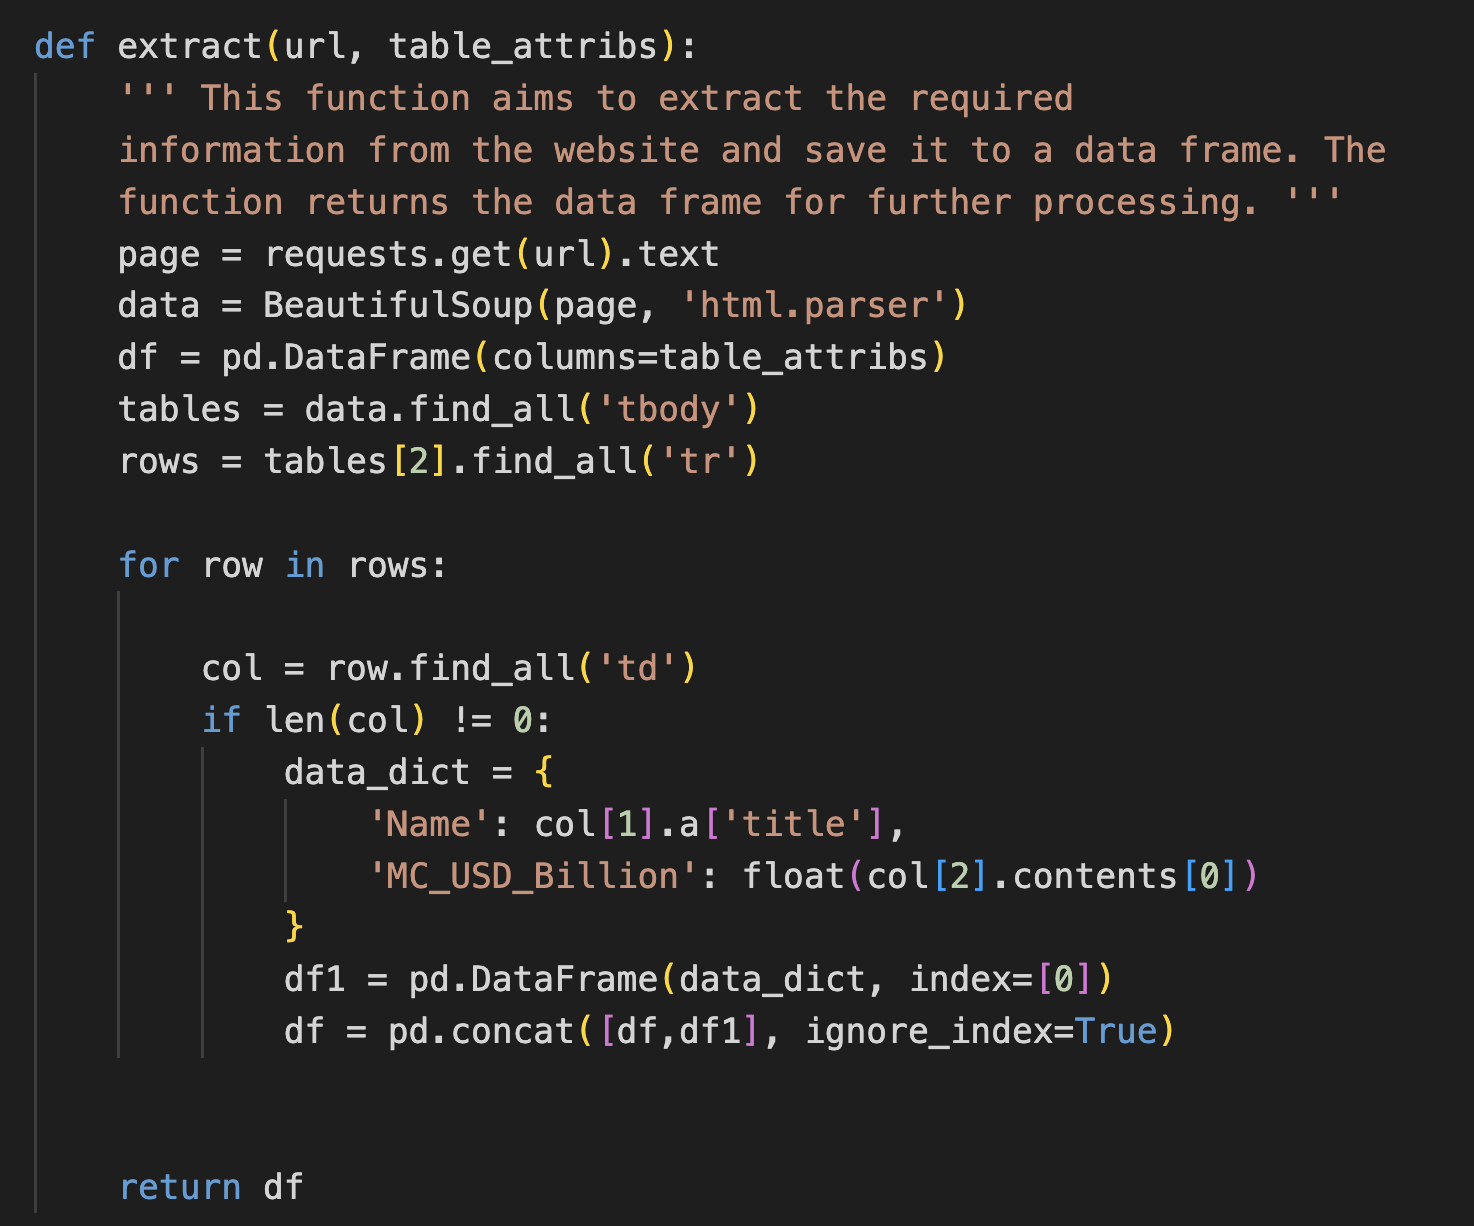 def extract(url, table_attribs):
    ''' This function aims to extract the required
    information from the website and save it to a data frame. The
    function returns the data frame for further processing. '''
    page = requests.get(url).text
    data = BeautifulSoup(page, 'html.parser')
    df = pd.DataFrame(columns=table_attribs)
    tables = data.find_all('tbody')
    rows = tables[2].find_all('tr')

    for row in rows:

        col = row.find_all('td')
        if len(col) != 0:
            data_dict = {
                'Name': col[1].a['title'],
                'MC_USD_Billion': float(col[2].contents[0])
            }
            df1 = pd.DataFrame(data_dict, index=[0])
            df = pd.concat([df,df1], ignore_index=True)


    return df